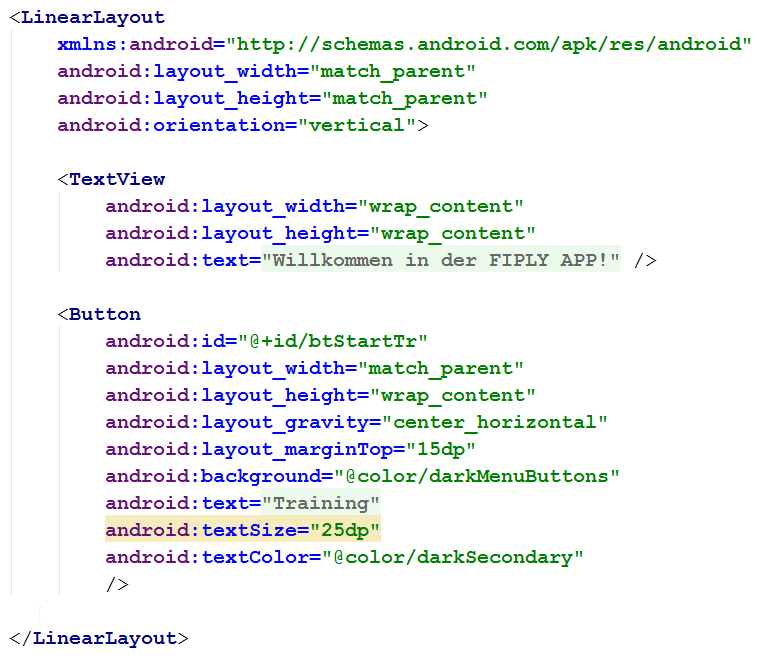 <LinearLayout
    xmlns:android="http://schemas.android.com/apk/res/android"
    android:layout_width="match_parent"
    android:layout_height="match_parent"
    android:orientation="vertical">

    <TextView
        android:layout_width="wrap_content"
        android:layout_height="wrap_content"
        android:text="Willkommen in der FIPLY APP!" />

    <Button
        android:id="@+id/btStartTr"
        android:layout_width="match_parent"
        android:layout_height="wrap_content"
        android:layout_gravity="center_horizontal"
        android:layout_marginTop="15dp"
        android:background="@color/darkMenuButtons"
        android:text="Training"
        android:textSize="25dp"
        android:textColor="@color/darkSecondary"
        />

</LinearLayout>